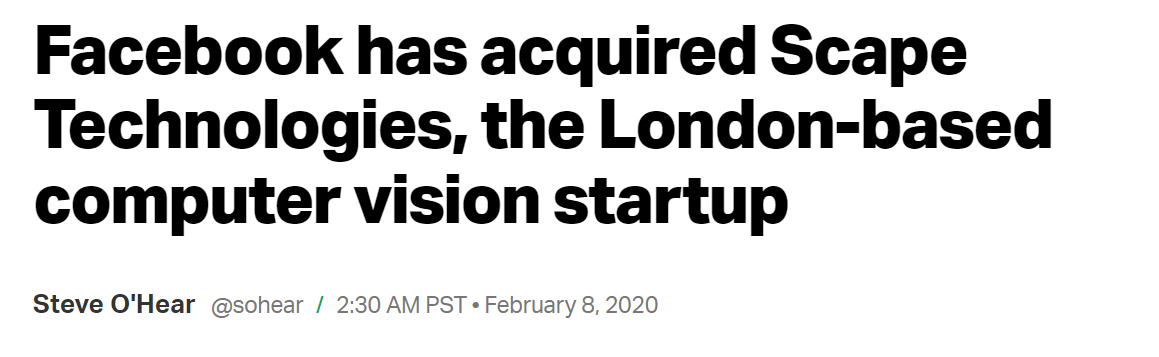 Facebook has acquired Scape
Technologies, the London-based
computer vision startup
Steve O'Hear @sohear / 2:30 AM PST • February 8, 2020